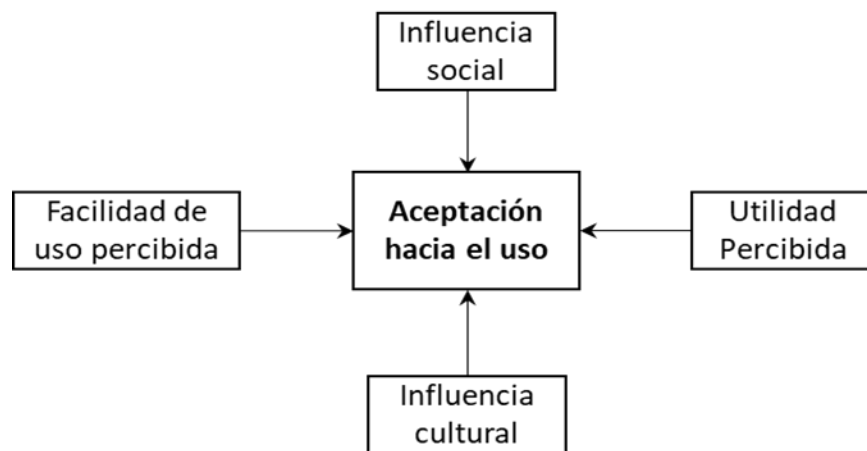 Influencia
social
Facilidad de
uso percibida
Aceptación
hacia el uso
Utilidad
Percibida
Influencia
cultural